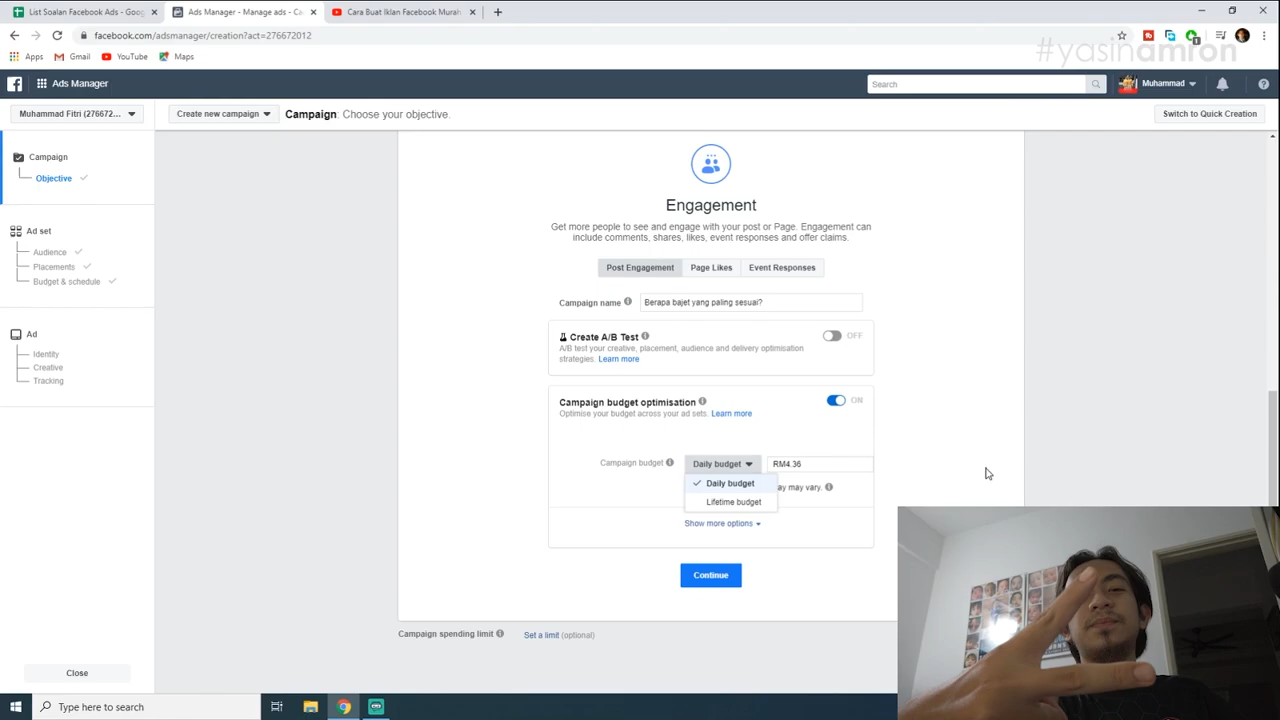 List Soalan Facebook Ads - Goog
Ads Manager - Manage ads - Ca
Cara Buat Iklan Facebook Murah
facebook.com/adsmanager/creation?act=276672012
Apps
Gmail
YouTube
Maps
#yasinamron
Ads Manager
Search
Muhammad
Muhammad Fitri (276672...
Create new campaign
Campaign: Choose your objective.
Switch to Quick Creation
Campaign
Objective
Ad set
Audience
Placements
Budget & schedule
Ad
Identity
Creative
Tracking
Close
Engagement
Get more people to see and engage with your post or Page. Engagement can
include comments, shares, likes, event responses and offer claims.
Post Engagement
Page Likes
Event Responses
Campaign name
Berapa bajet yang paling sesuai?
Create A/B Test
OFF
A/B test your creative, placement, audience and delivery optimisation
strategies. Learn more
Campaign budget optimisation
ON
Optimise your budget across your ad sets. Learn more
Campaign budget
Daily budget
RM4.36
Daily budget
may vary.
Lifetime budget
Show more options
Continue
Campaign spending limit
Set a limit (optional)
Type here to search